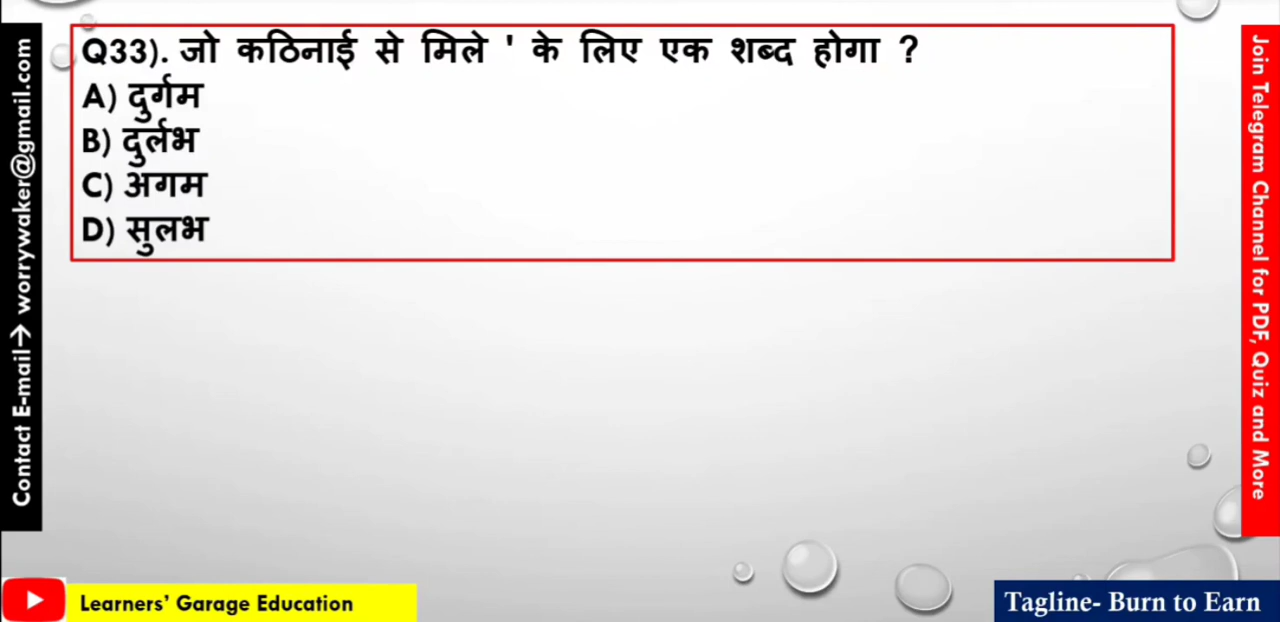 Q33). जो कठिनाई से मिले ' के लिए एक शब्द होगा ?
A) दुर्गम
B) दुर्लभ
C) अगम
D) सुलभ
Contact E-mail→ worrywaker@gmail.com
Join Telegram Channel for PDF, Quiz and More
Learners’ Garage Education
Tagline- Burn to Earn